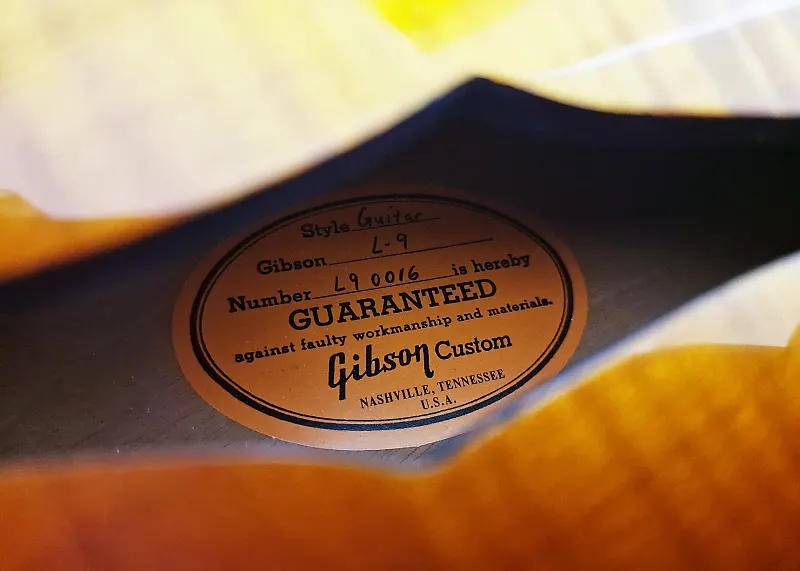 Style Guitar
Gibson L-9
Number L9 0016 is hereby
GUARANTEED
against faulty workmanship and materials.
Gibson Custom
NASHVILLE, TENNESSEE
U.S.A.